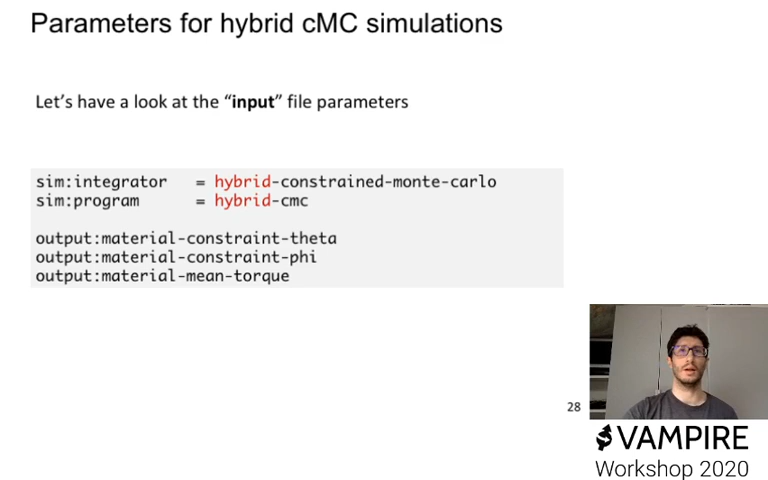 Parameters for hybrid cMC simulations
Let's have a look at the “input” file parameters
sim:integrator = hybrid-constrained-monte-carlo
sim:program = hybrid-cmc
output:material-constraint-theta
output:material-constraint-phi
output:material-mean-torque
28
VAMPIRE
Workshop 2020